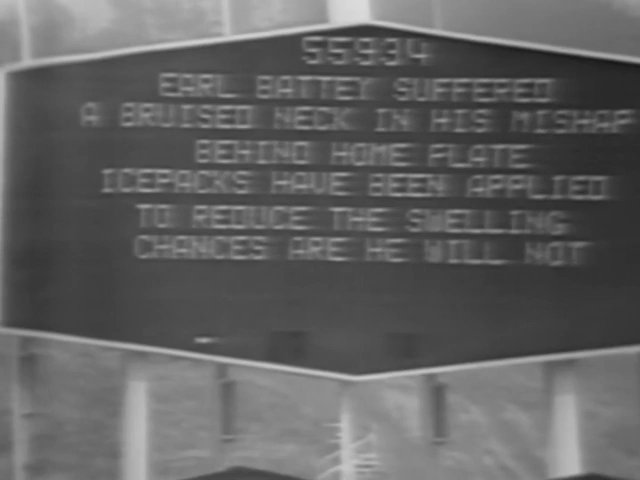 55934
EARL BATTEY SUFFERED
A BRUISED NECK IN HIS MISHAP
BEHIND HOME PLATE
ICEPACKS HAVE BEEN APPLIED
TO REDUCE THE SWELLING
CHANCES ARE HE WILL NOT